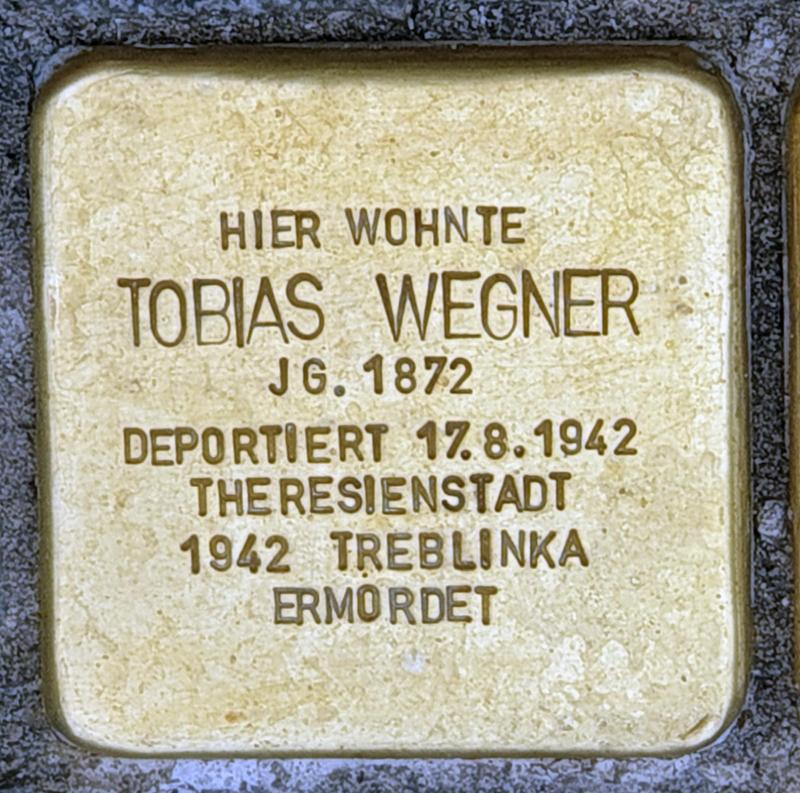 HIER WOHNTE
TOBIAS WEGNER
JG. 1872
DEPORTIERT 17.8.1942
THERESIENSTADT
1942 TREBLINKA
ERMORDET